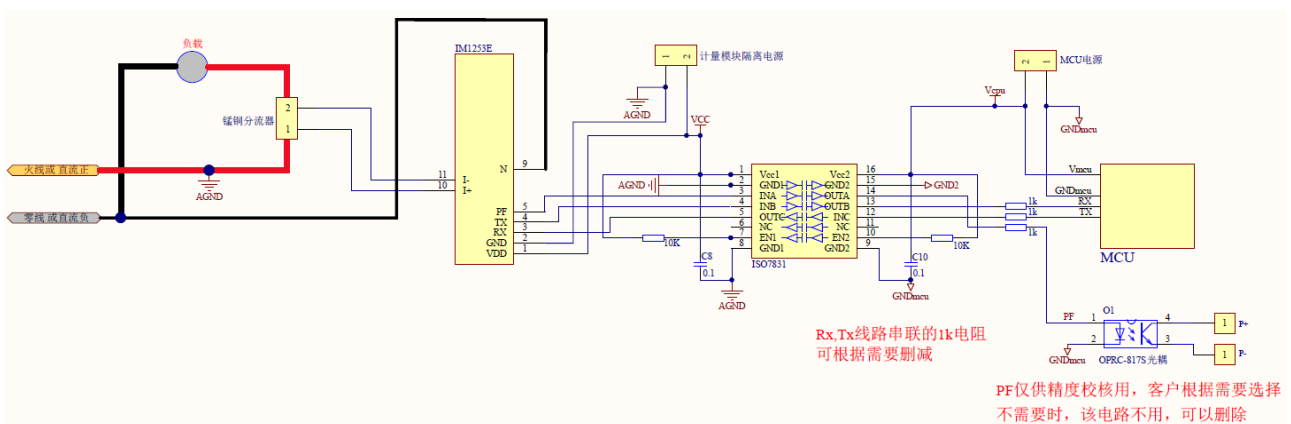 负载
锰铜分流器
2
1
火线或 直流正
零线 或直流负
AGND
IM1253E
11
10
I-
I+
N
9
PF
5
TX
4
RX
3
GND
2
VDD
1
1
2
计量模块隔离电源
AGND
VCC
AGND
1
2
3
4
5
6
7
8
Vcc1
GND1
INA
INB
OUTC
NC
EN1
GND1
Vcc2
GND2
OUTA
OUTB
INC
NC
EN2
GND2
16
15
14
13
12
11
10
9
ISO7831
10K
10K
C8
0.1
AGND
C10
0.1
GNDmcu
GND2
Vcpu
2
1
MCU电源
GNDmcu
Vmcu
GNDmcu
RX
TX
1k
1k
1k
MCU
Rx,Tx线路串联的1k电阻
可根据需要删减
PF
O1
1
2
4
3
GNDmcu
OPRC-817S光耦
1
P+
1
P-
PF仅供精度校核用，客户根据需要选择
不需要时，该电路不用，可以删除